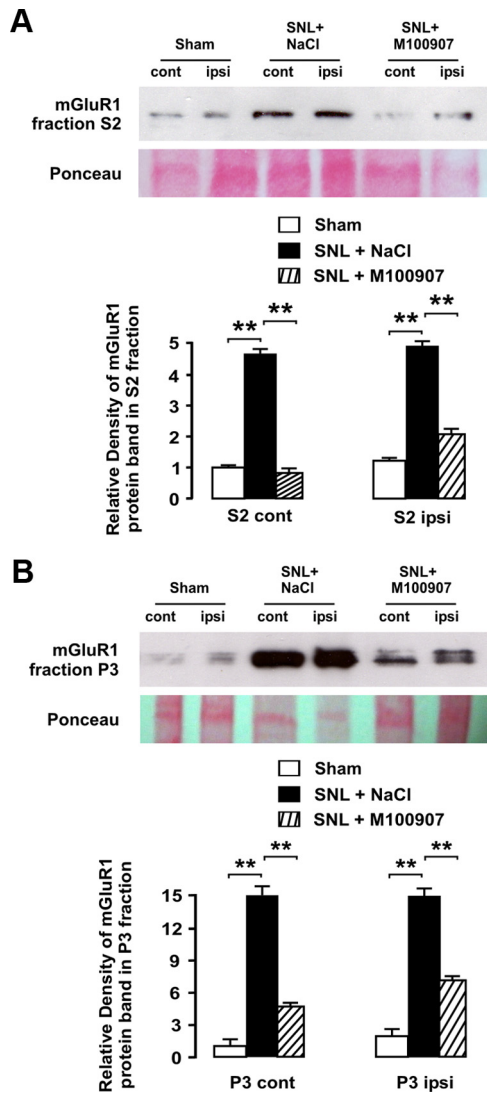 A
Sham
SNL+
NaCl
SNL+
M100907
cont ipsi cont ipsi cont ipsi
mGluR1
fraction S2
Ponceau
Sham
SNL + NaCl
SNL + M100907
** ** ** **
Relative Density of mGluR1
protein band in S2 fraction
5
4
3
2
1
0
S2 cont S2 ipsi
B
Sham
SNL+
NaCl
SNL+
M100907
cont ipsi cont ipsi cont ipsi
mGluR1
fraction P3
Ponceau
Sham
SNL + NaCl
SNL + M100907
** ** ** **
Relative Density of mGluR1
protein band in P3 fraction
15
12
9
6
3
0
P3 cont P3 ipsi